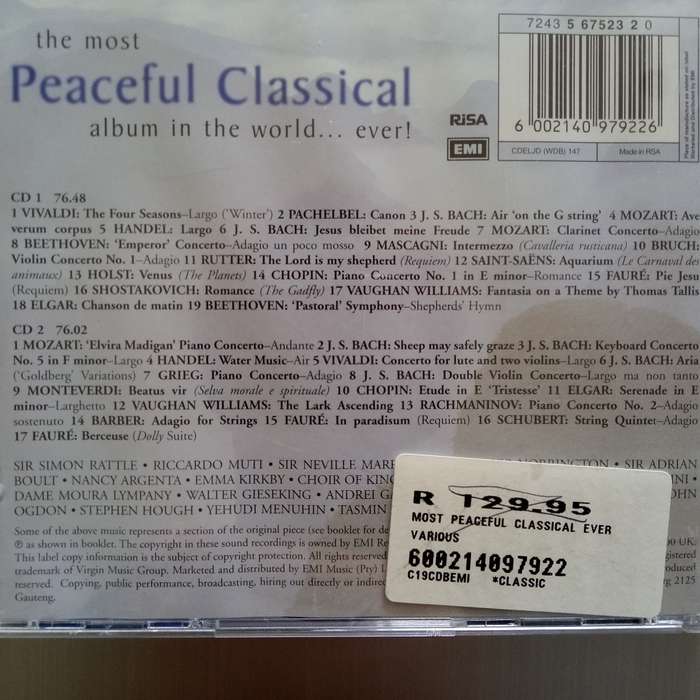 the most
Peaceful Classical
album in the world... ever!
7243 5 67523 2 0
RiSA
EMI
6 002140 979226
CDELJD (WDB) 147
Made in RSA
CD 1 76.48
1 VIVALDI: The Four Seasons–Largo ('Winter') 2 PACHELBEL: Canon 3 J. S. BACH: Air 'on the G string' 4 MOZART: Ave
verum corpus 5 HANDEL: Largo 6 J. S. BACH: Jesus bleibet meine Freude 7 MOZART: Clarinet Concerto–Adagio
8 BEETHOVEN: 'Emperor' Concerto–Adagio un poco mosso 9 MASCAGNI: Intermezzo (Cavalleria rusticana) 10 BRUCH:
Violin Concerto No. 1–Adagio 11 RUTTER: The Lord is my shepherd (Requiem) 12 SAINT-SAËNS: Aquarium (Le Carnaval des
animaux) 13 HOLST: Venus (The Planets) 14 CHOPIN: Piano Concerto No. 1 in E minor–Romance 15 FAURÉ: Pie Jesu
(Requiem) 16 SHOSTAKOVICH: Romance (The Gadfly) 17 VAUGHAN WILLIAMS: Fantasia on a Theme by Thomas Tallis
18 ELGAR: Chanson de matin 19 BEETHOVEN: 'Pastoral' Symphony–Shepherds' Hymn
CD 2 76.02
1 MOZART: 'Elvira Madigan' Piano Concerto–Andante 2 J. S. BACH: Sheep may safely graze 3 J. S. BACH: Keyboard Concerto
No. 5 in F minor–Largo 4 HANDEL: Water Music–Air 5 VIVALDI: Concerto for lute and two violins–Largo 6 J. S. BACH: Aria
('Goldberg' Variations) 7 GRIEG: Piano Concerto–Adagio 8 J. S. BACH: Double Violin Concerto–Largo ma non tanto
9 MONTEVERDI: Beatus vir (Selva morale e spirituale) 10 CHOPIN: Etude in E 'Tristesse' 11 ELGAR: Serenade in E
minor–Larghetto 12 VAUGHAN WILLIAMS: The Lark Ascending 13 RACHMANINOV: Piano Concerto No. 2–Adagio
sostenuto 14 BARBER: Adagio for Strings 15 FAURÉ: In paradisum (Requiem) 16 SCHUBERT: String Quintet–Adagio
17 FAURÉ: Berceuse (Dolly Suite)
SIR SIMON RATTLE • RICCARDO MUTI • SIR NEVILLE NORRINGTON • SIR ADRIAN
BOULT • NANCY ARGENTA • EMMA KIRKBY • CHOIR OF
DAME MOURA LYMPANY • WALTER GIESEKING • ANDREI JOHN
OGDON • STEPHEN HOUGH • YEHUDI MENUHIN • TASMIN
Some of the above music represents a section of the original piece (see booklet for
℗ as shown in booklet. The copyright in these sound recordings is owned by EMI UK.
This label copy information is the subject of copyright protection. All rights
trademark of Virgin Music Group. Marketed and distributed by EMI Music (Pty) reproduced
recorded. Copying, public performance, broadcasting, hiring out directly or 2125
Gauteng.
R 129.95
MOST PEACEFUL CLASSICAL EVER
VARIOUS
600214097922
C19CDBEMI *CLASSIC